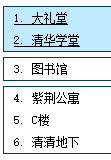 1. 大礼堂
2. 清华学堂
3. 图书馆
4. 紫荆公寓
5. C楼
6. 清清地下